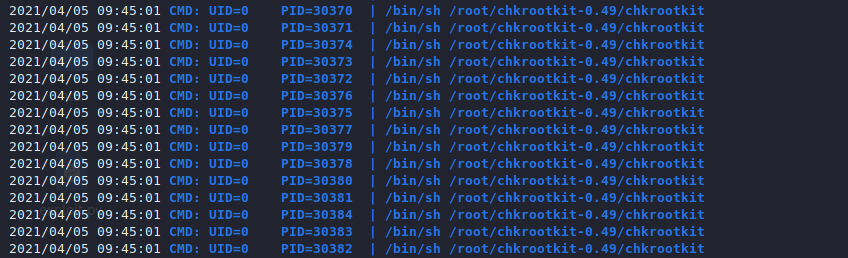 2021/04/05 09:45:01 CMD: UID=0    PID=30370  | /bin/sh /root/chkrootkit-0.49/chkrootkit
2021/04/05 09:45:01 CMD: UID=0    PID=30371  | /bin/sh /root/chkrootkit-0.49/chkrootkit
2021/04/05 09:45:01 CMD: UID=0    PID=30374  | /bin/sh /root/chkrootkit-0.49/chkrootkit
2021/04/05 09:45:01 CMD: UID=0    PID=30373  | /bin/sh /root/chkrootkit-0.49/chkrootkit
2021/04/05 09:45:01 CMD: UID=0    PID=30372  | /bin/sh /root/chkrootkit-0.49/chkrootkit
2021/04/05 09:45:01 CMD: UID=0    PID=30376  | /bin/sh /root/chkrootkit-0.49/chkrootkit
2021/04/05 09:45:01 CMD: UID=0    PID=30375  | /bin/sh /root/chkrootkit-0.49/chkrootkit
2021/04/05 09:45:01 CMD: UID=0    PID=30377  | /bin/sh /root/chkrootkit-0.49/chkrootkit
2021/04/05 09:45:01 CMD: UID=0    PID=30379  | /bin/sh /root/chkrootkit-0.49/chkrootkit
2021/04/05 09:45:01 CMD: UID=0    PID=30378  | /bin/sh /root/chkrootkit-0.49/chkrootkit
2021/04/05 09:45:01 CMD: UID=0    PID=30380  | /bin/sh /root/chkrootkit-0.49/chkrootkit
2021/04/05 09:45:01 CMD: UID=0    PID=30381  | /bin/sh /root/chkrootkit-0.49/chkrootkit
2021/04/05 09:45:01 CMD: UID=0    PID=30384  | /bin/sh /root/chkrootkit-0.49/chkrootkit
2021/04/05 09:45:01 CMD: UID=0    PID=30383  | /bin/sh /root/chkrootkit-0.49/chkrootkit
2021/04/05 09:45:01 CMD: UID=0    PID=30382  | /bin/sh /root/chkrootkit-0.49/chkrootkit